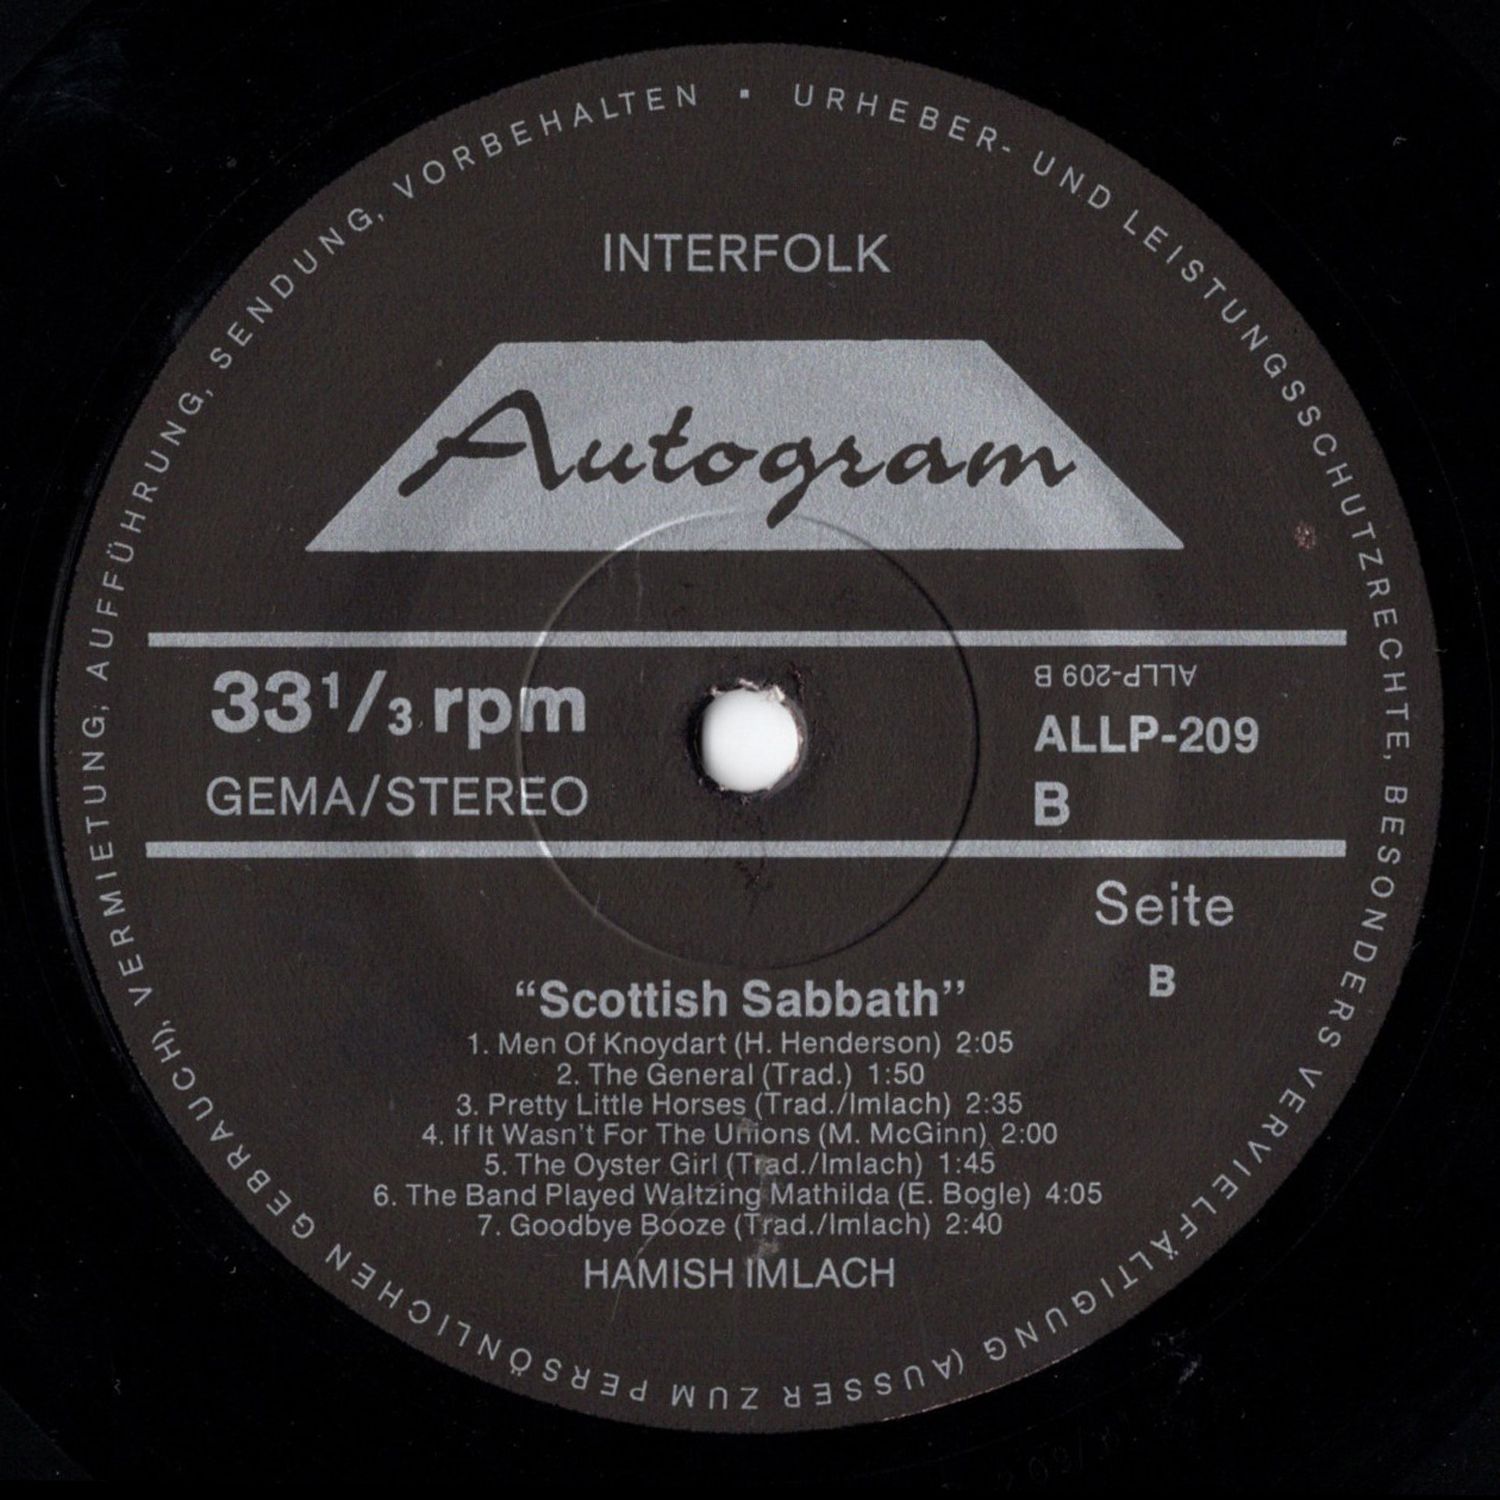 URHEBER- UND LEISTUNGSSCHUTZRECHTE, BESONDERS VERVIELFÄLTIGUNG (AUSSER ZUM PERSÖNLICHEN GEBRAUCH), VERMIETUNG, AUFFÜHRUNG, SENDUNG, VORBEHALTEN ▪
INTERFOLK
Autogram
33 1/3 rpm
GEMA/STEREO
ALLP-209 B
ALLP-209
B
Seite
B
“Scottish Sabbath”
1. Men Of Knoydart (H. Henderson) 2:05
2. The General (Trad.) 1:50
3. Pretty Little Horses (Trad./Imlach) 2:35
4. If It Wasn't For The Unions (M. McGinn) 2:00
5. The Oyster Girl (Trad./Imlach) 1:45
6. The Band Played Waltzing Mathilda (E. Bogle) 4:05
7. Goodbye Booze (Trad./Imlach) 2:40
HAMISH IMLACH